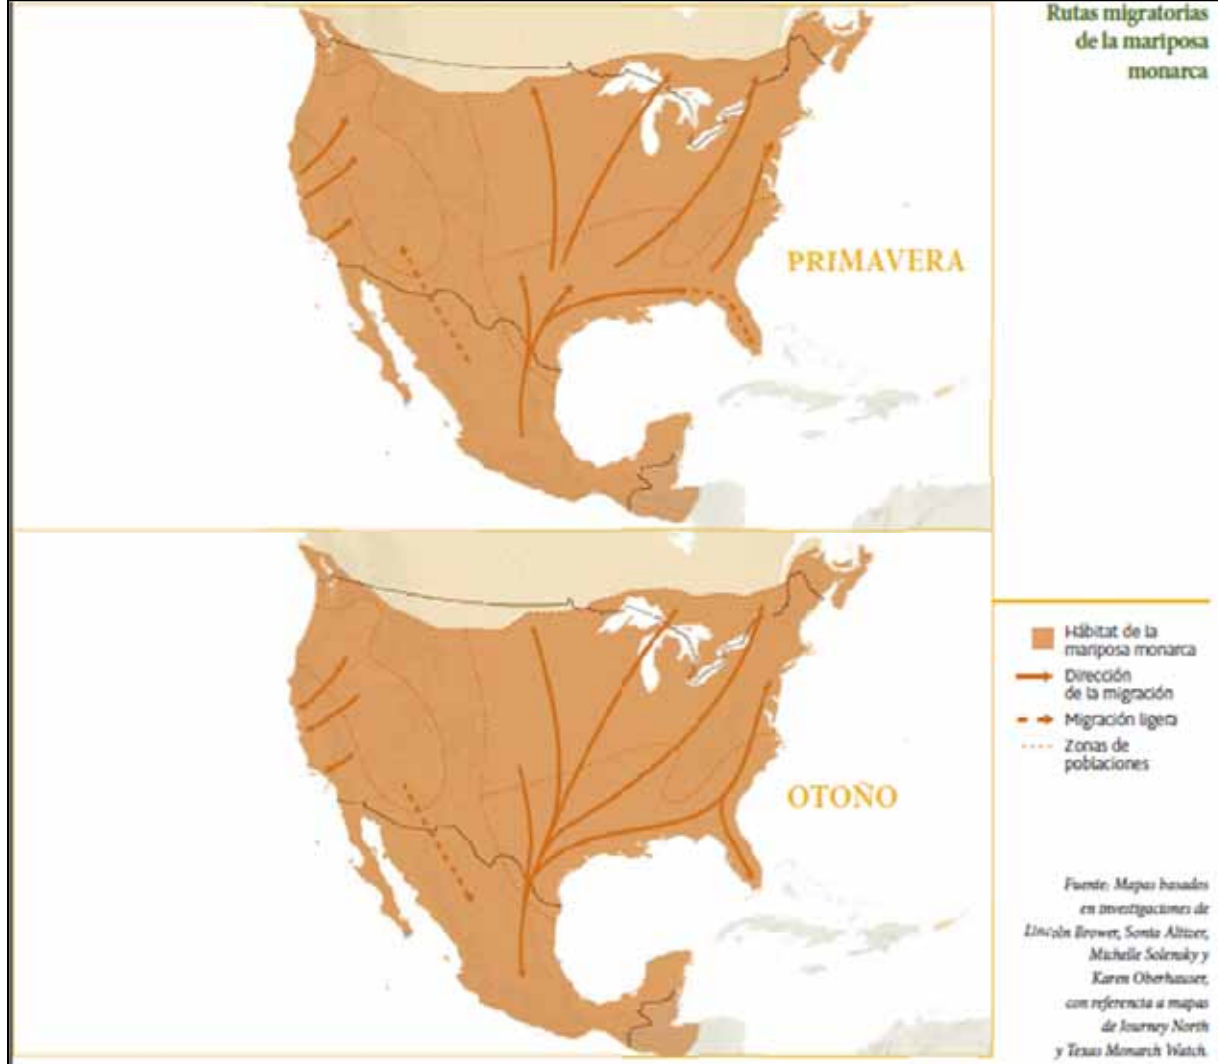 Rutas migratorias
de la mariposa
monarca
PRIMAVERA
OTOÑO
Hábitat de la
mariposa monarca
Dirección
de la migración
Migración ligera
Zonas de
poblaciones
Fuente: Mapas basados
en investigaciones de
Lincoln Brower, Sonia Altizer,
Michelle Solensky y
Karen Oberhauser,
con referencia a mapas
de Journey North
y Texas Monarch Watch.